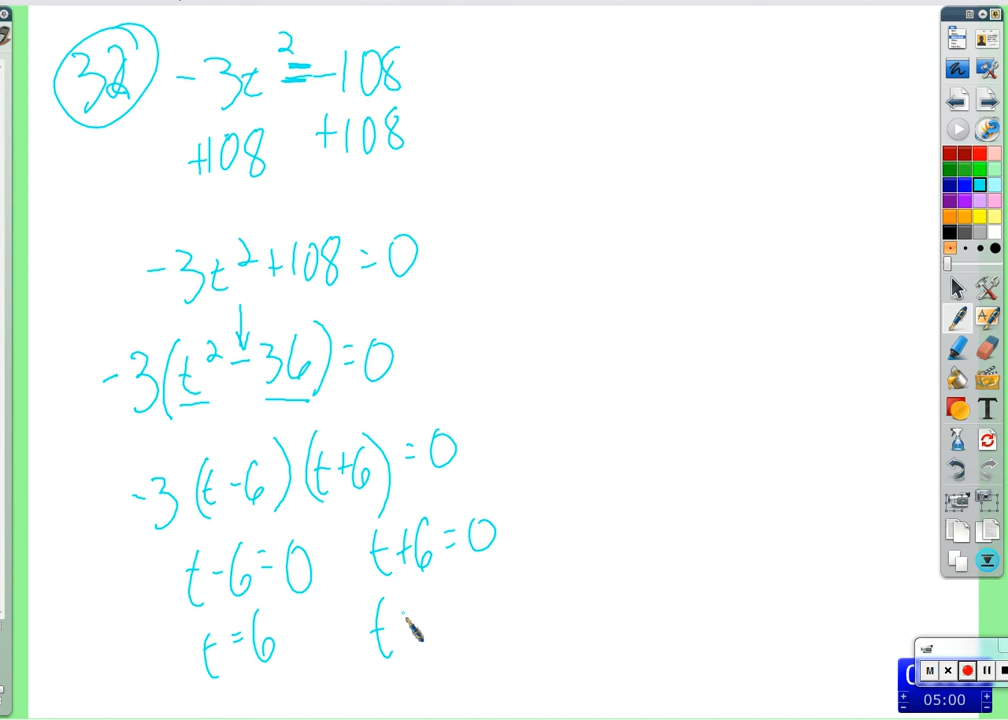 32 -3t² = -108
+108 +108
-3t² + 108 = 0
-3(t² - 36) = 0
-3(t - 6)(t + 6) = 0
t - 6 = 0 t + 6 = 0
t = 6 t
M
05:00